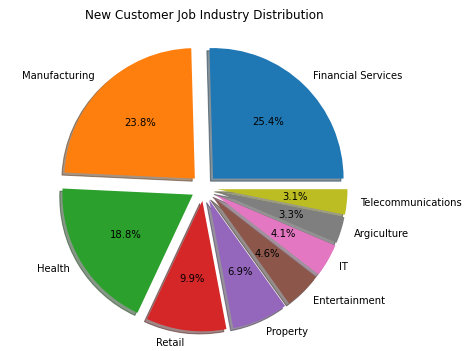 New Customer Job Industry Distribution
Financial Services
25.4%
Manufacturing
23.8%
Health
18.8%
Retail
9.9%
Property
6.9%
Entertainment
4.6%
IT
4.1%
Argiculture
3.3%
Telecommunications
3.1%